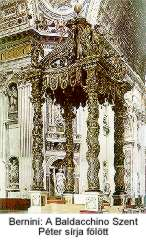 Bernini: A Baldacchino Szent
Péter sírja fölött